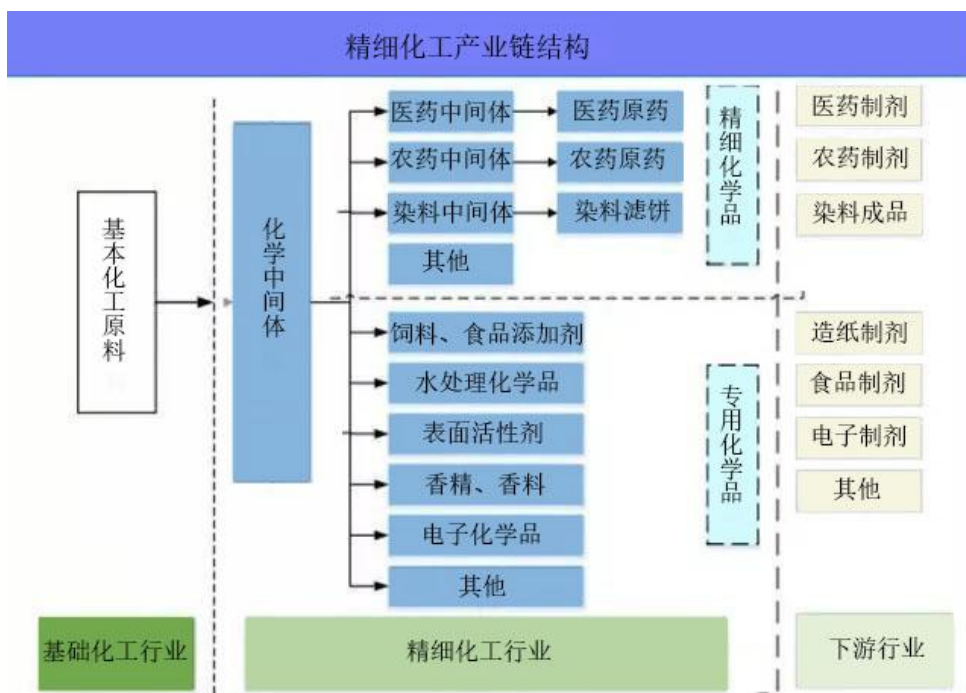 精细化工产业链结构
基本化工原料
化学中间体
医药中间体
医药原药
农药中间体
农药原药
染料中间体
染料滤饼
其他
饲料、食品添加剂
水处理化学品
表面活性剂
香精、香料
电子化学品
其他
精细化学品
专用化学品
医药制剂
农药制剂
染料成品
造纸制剂
食品制剂
电子制剂
其他
基础化工行业
精细化工行业
下游行业